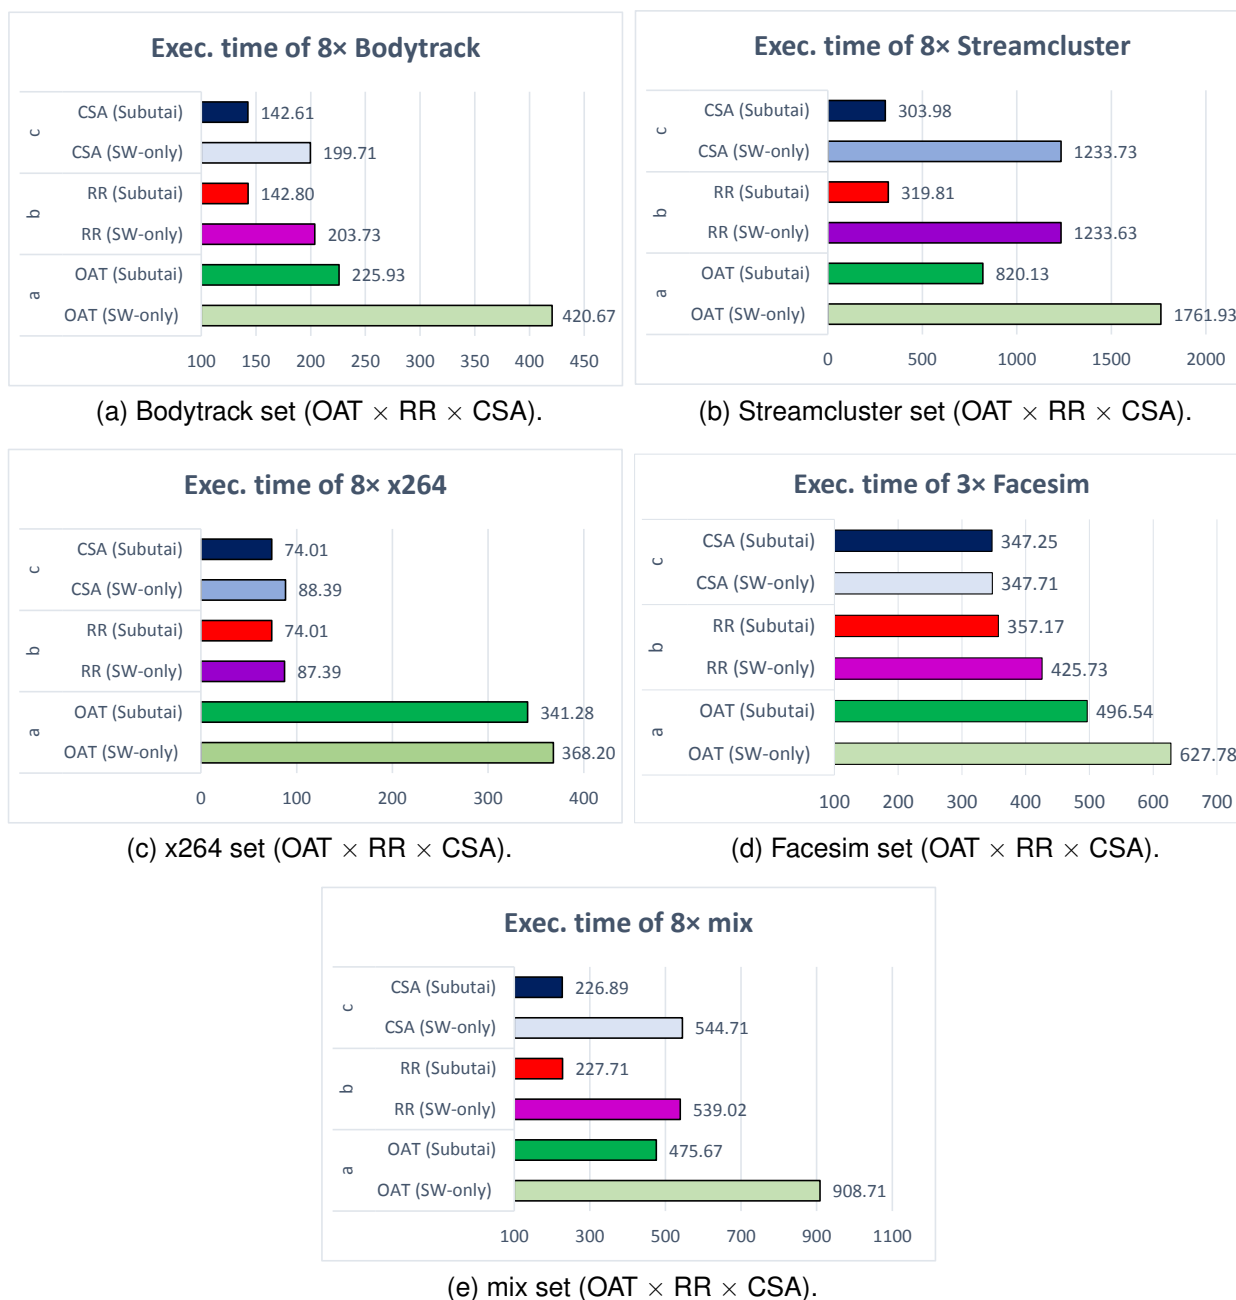 Exec. time of 8× Bodytrack
c
CSA (Subutai) 142.61
CSA (SW-only) 199.71
b
RR (Subutai) 142.80
RR (SW-only) 203.73
a
OAT (Subutai) 225.93
OAT (SW-only) 420.67
100 150 200 250 300 350 400 450
(a) Bodytrack set (OAT × RR × CSA).
Exec. time of 8× Streamcluster
c
CSA (Subutai) 303.98
CSA (SW-only) 1233.73
b
RR (Subutai) 319.81
RR (SW-only) 1233.63
a
OAT (Subutai) 820.13
OAT (SW-only) 1761.93
0 500 1000 1500 2000
(b) Streamcluster set (OAT × RR × CSA).
Exec. time of 8× x264
c
CSA (Subutai) 74.01
CSA (SW-only) 88.39
b
RR (Subutai) 74.01
RR (SW-only) 87.39
a
OAT (Subutai) 341.28
OAT (SW-only) 368.20
0 100 200 300 400
(c) x264 set (OAT × RR × CSA).
Exec. time of 3× Facesim
c
CSA (Subutai) 347.25
CSA (SW-only) 347.71
b
RR (Subutai) 357.17
RR (SW-only) 425.73
a
OAT (Subutai) 496.54
OAT (SW-only) 627.78
100 200 300 400 500 600 700
(d) Facesim set (OAT × RR × CSA).
Exec. time of 8× mix
c
CSA (Subutai) 226.89
CSA (SW-only) 544.71
b
RR (Subutai) 227.71
RR (SW-only) 539.02
a
OAT (Subutai) 475.67
OAT (SW-only) 908.71
100 300 500 700 900 1100
(e) mix set (OAT × RR × CSA).